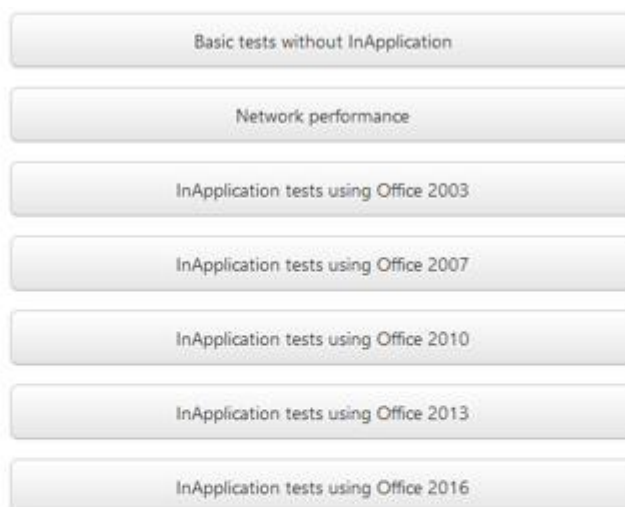 Basic tests without InApplication
Network performance
InApplication tests using Office 2003
InApplication tests using Office 2007
InApplication tests using Office 2010
InApplication tests using Office 2013
InApplication tests using Office 2016